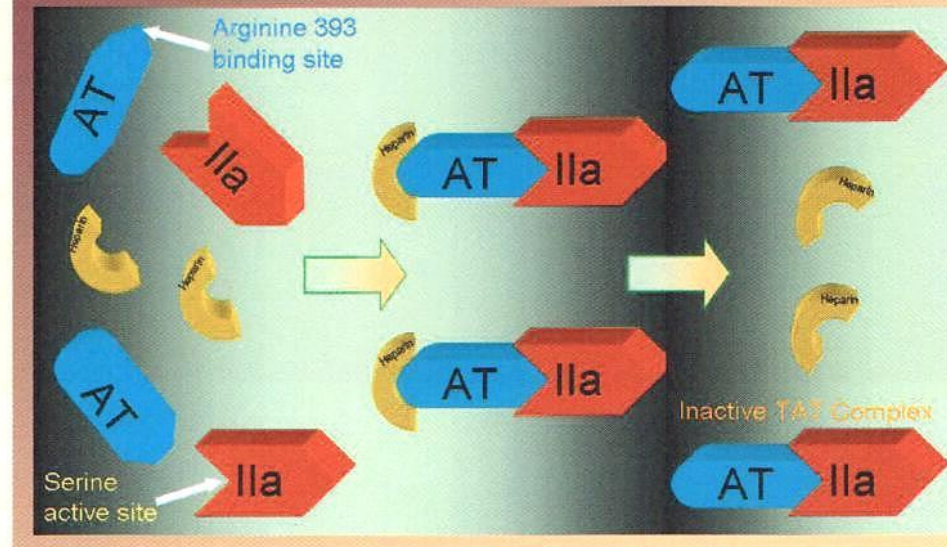 Arginine 393
binding site
AT
IIa
Heparin
Heparin
AT
IIa
Serine
active site
Heparin
AT
IIa
Heparin
AT
IIa
AT
IIa
Heparin
Heparin
Inactive TAT Complex
AT
IIa